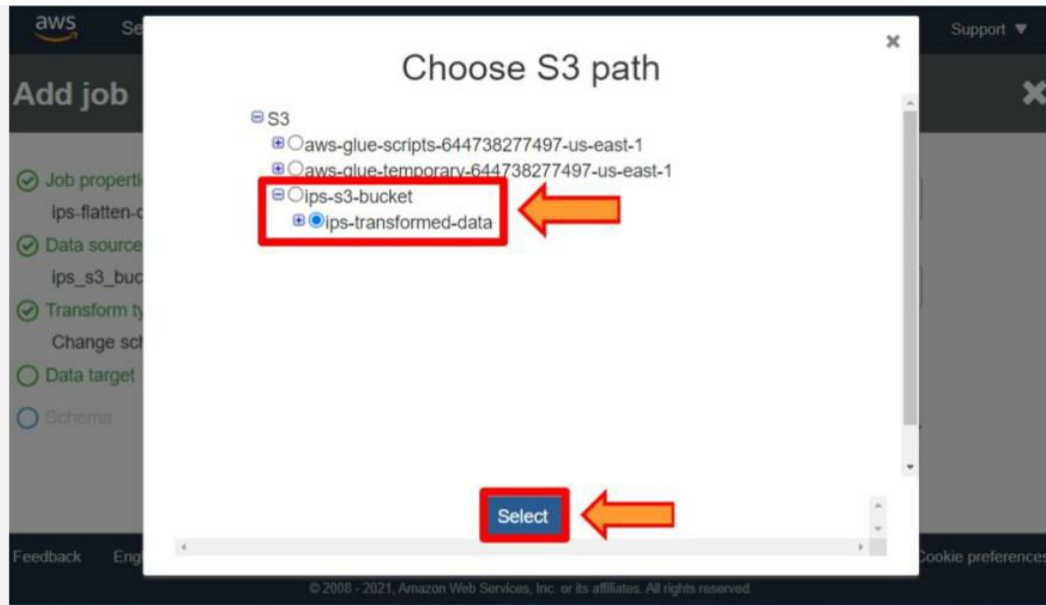 aws
Se
Support
Add job
Choose S3 path
S3
aws-glue-scripts-644738277497-us-east-1
aws-glue-temporary-644738277497-us-east-1
ips-s3-bucket
ips-transformed-data
Job properti
ips-flatten-c
Data source
ips_s3_buc
Transform ty
Change sch
Data target
Schema
Select
Feedback
Eng
Cookie preferences
© 2008 - 2021, Amazon Web Services, Inc. or its affiliates. All rights reserved.